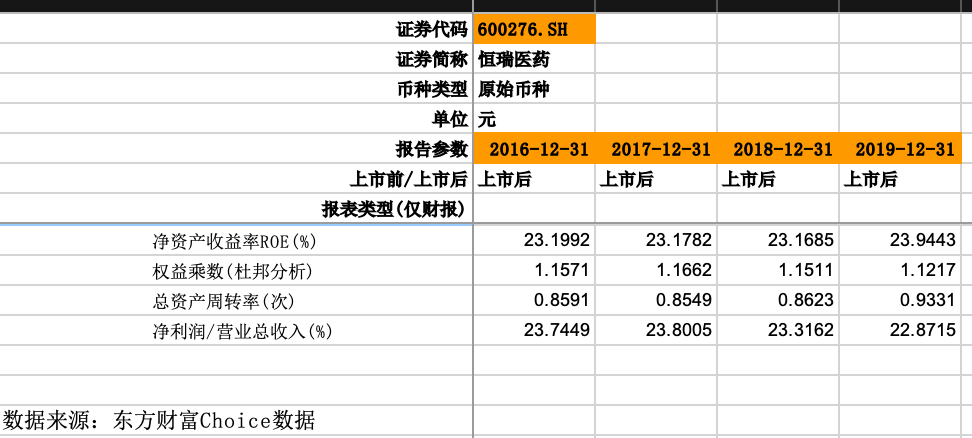 证券代码 600276.SH
证券简称 恒瑞医药
币种类型 原始币种
单位 元
报告参数 2016-12-31 2017-12-31 2018-12-31 2019-12-31
上市前/上市后 上市后 上市后 上市后 上市后
报表类型(仅财报)
净资产收益率ROE(%) 23.1992 23.1782 23.1685 23.9443
权益乘数(杜邦分析) 1.1571 1.1662 1.1511 1.1217
总资产周转率(次) 0.8591 0.8549 0.8623 0.9331
净利润/营业总收入(%) 23.7449 23.8005 23.3162 22.8715
数据来源：东方财富Choice数据